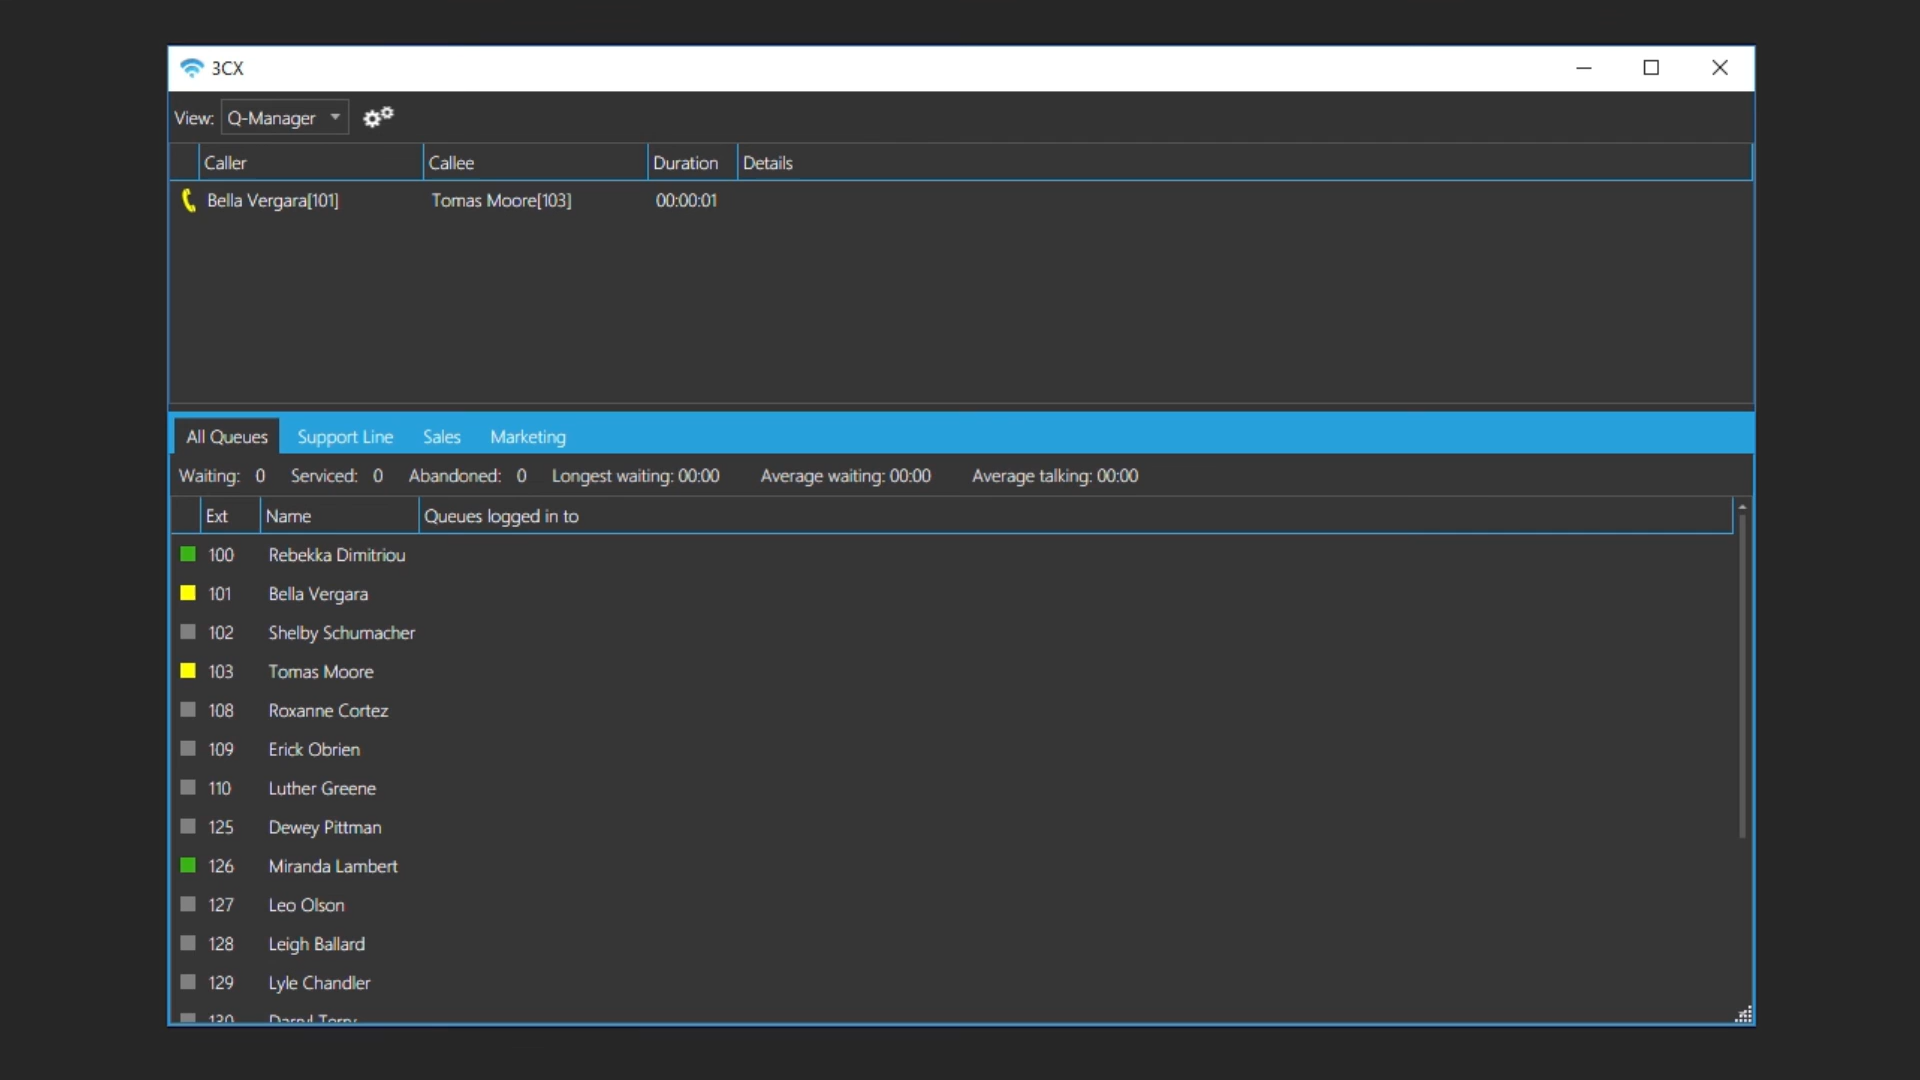 3CX
View: Q-Manager
Caller Callee Duration Details
Bella Vergara[101] Tomas Moore[103] 00:00:01
All Queues Support Line Sales Marketing
Waiting: 0 Serviced: 0 Abandoned: 0 Longest waiting: 00:00 Average waiting: 00:00 Average talking: 00:00
Ext Name Queues logged in to
100 Rebekka Dimitriou
101 Bella Vergara
102 Shelby Schumacher
103 Tomas Moore
108 Roxanne Cortez
109 Erick Obrien
110 Luther Greene
125 Dewey Pittman
126 Miranda Lambert
127 Leo Olson
128 Leigh Ballard
129 Lyle Chandler
130 Darryl Terry